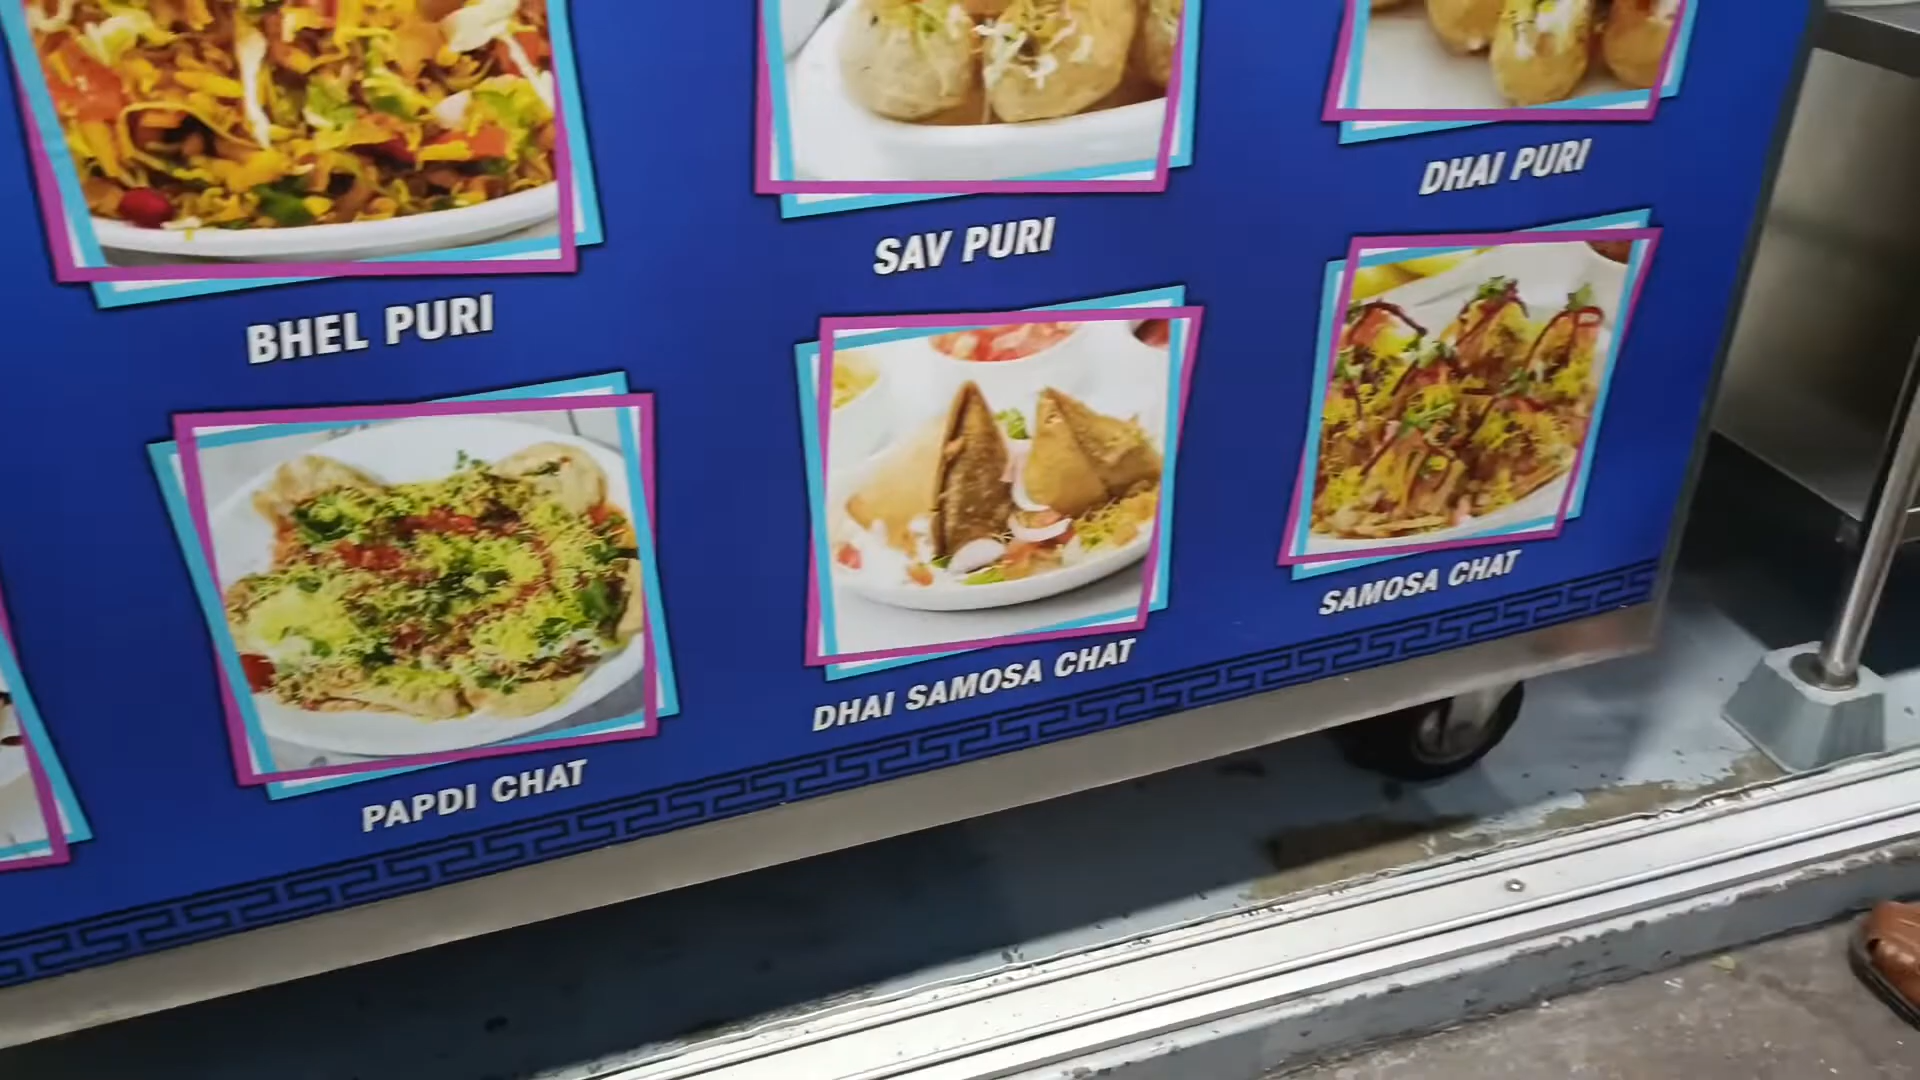 BHEL PURI
SAV PURI
DHAI PURI
PAPDI CHAT
DHAI SAMOSA CHAT
SAMOSA CHAT